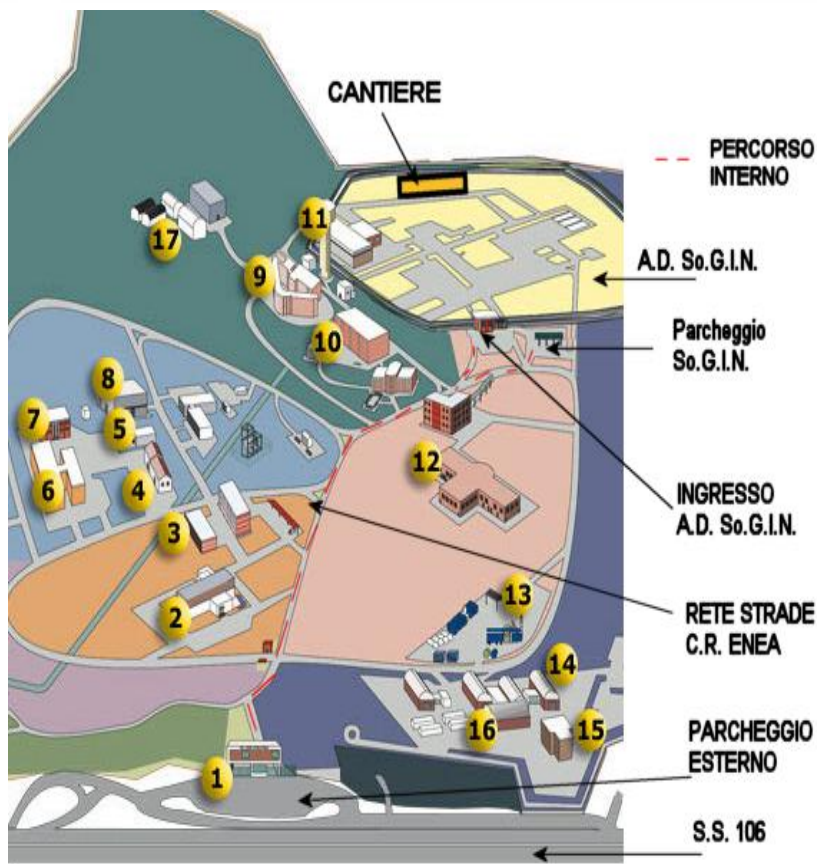 CANTIERE
PERCORSO
INTERNO
11
17
9
A.D. So.G.I.N.
10
Parcheggio
So.G.I.N.
8
7
5
12
6
4
INGRESSO
A.D. So.G.I.N.
3
13
2
RETE STRADE
C.R. ENEA
14
16
15
PARCHEGGIO
ESTERNO
1
S.S. 106